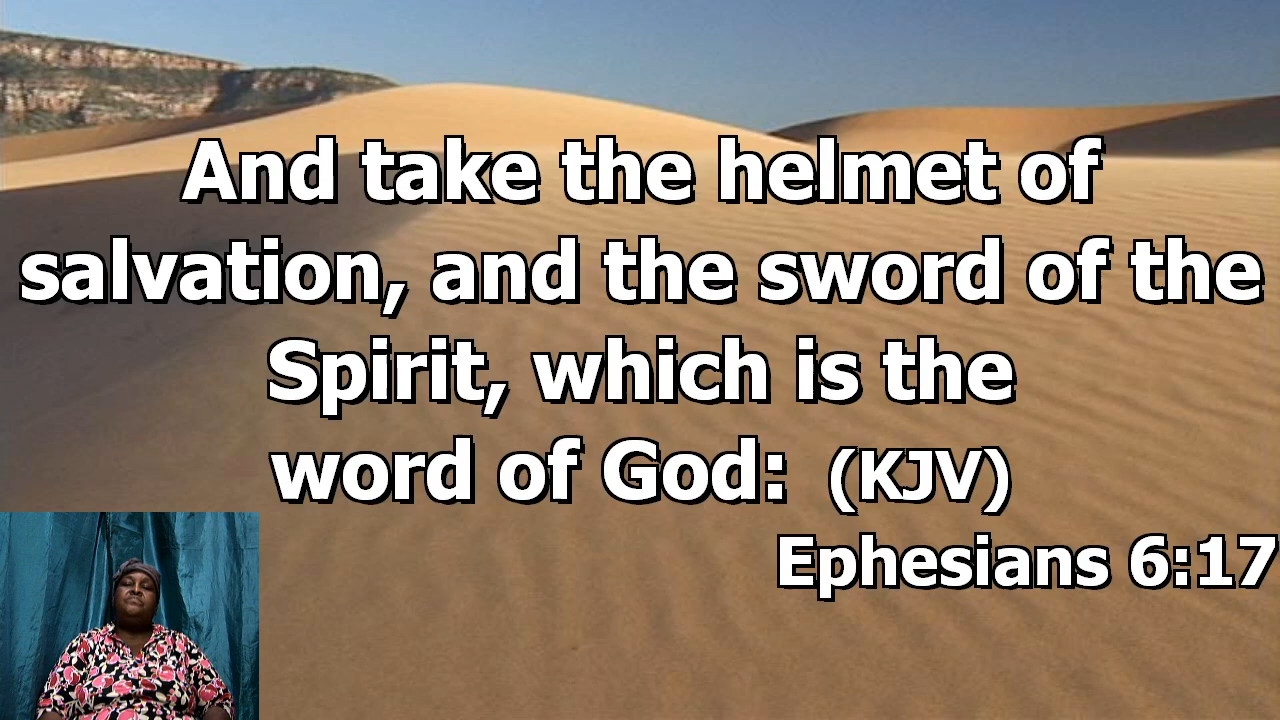 And take the helmet of
salvation, and the sword of the
Spirit, which is the
word of God: (KJV)
Ephesians 6:17